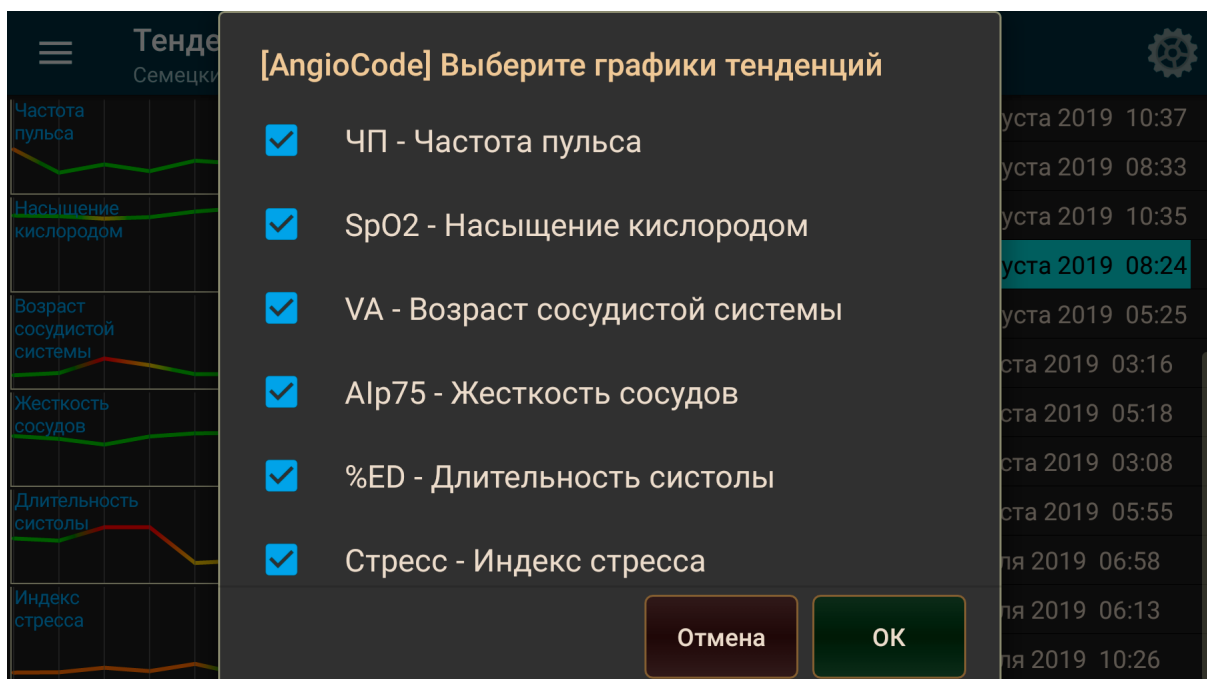 Тенде
Семецки
[AngioCode] Выберите графики тенденций
ЧП - Частота пульса
SpO2 - Насыщение кислородом
VA - Возраст сосудистой системы
AIp75 - Жесткость сосудов
%ED - Длительность систолы
Стресс - Индекс стресса
Отмена
ОК
Частота
пульса
Насыщение
кислородом
Возраст
сосудистой
системы
Жесткость
сосудов
Длительность
систолы
Индекс
стресса
уста 2019 10:37
уста 2019 08:33
уста 2019 10:35
уста 2019 08:24
уста 2019 05:25
ста 2019 03:16
ста 2019 05:18
ста 2019 03:08
ста 2019 05:55
ля 2019 06:58
ля 2019 06:13
ля 2019 10:26